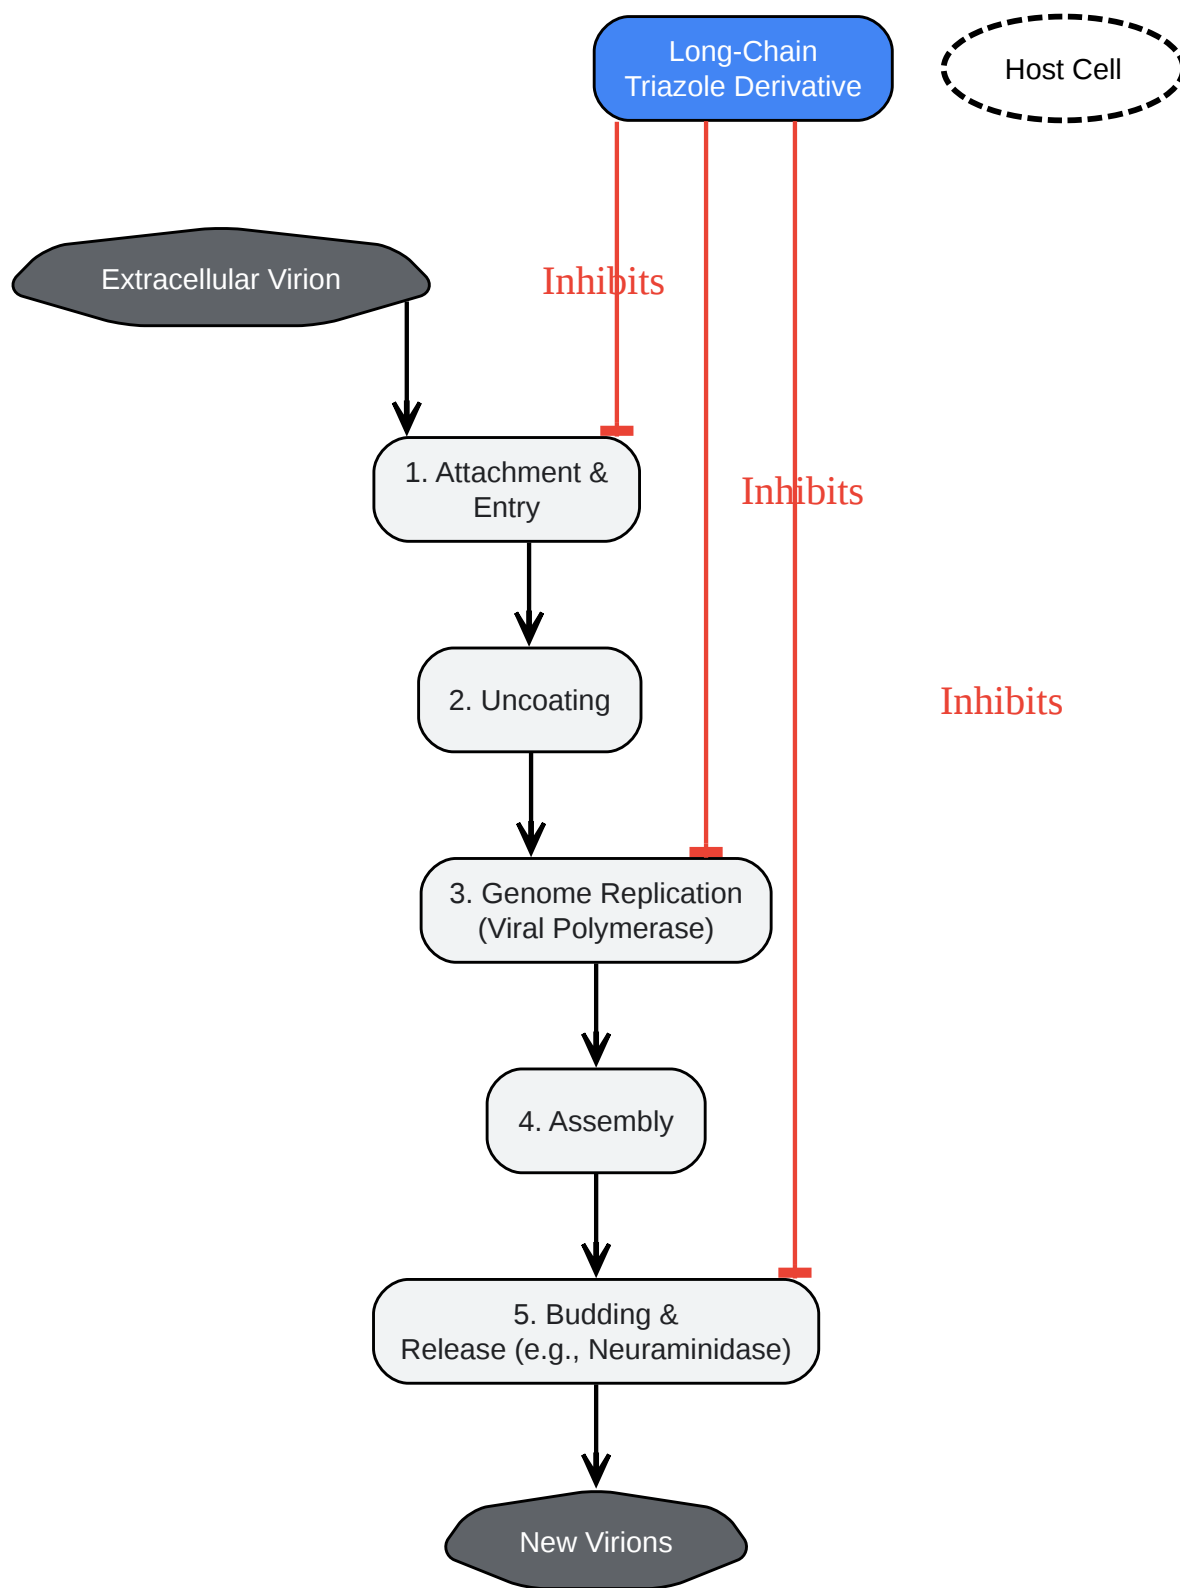 Long-Chain
Triazole Derivative
Host Cell
Extracellular Virion
Inhibits
1. Attachment &
Entry
Inhibits
2. Uncoating
Inhibits
3. Genome Replication
(Viral Polymerase)
4. Assembly
5. Budding &
Release (e.g., Neuraminidase)
New Virions